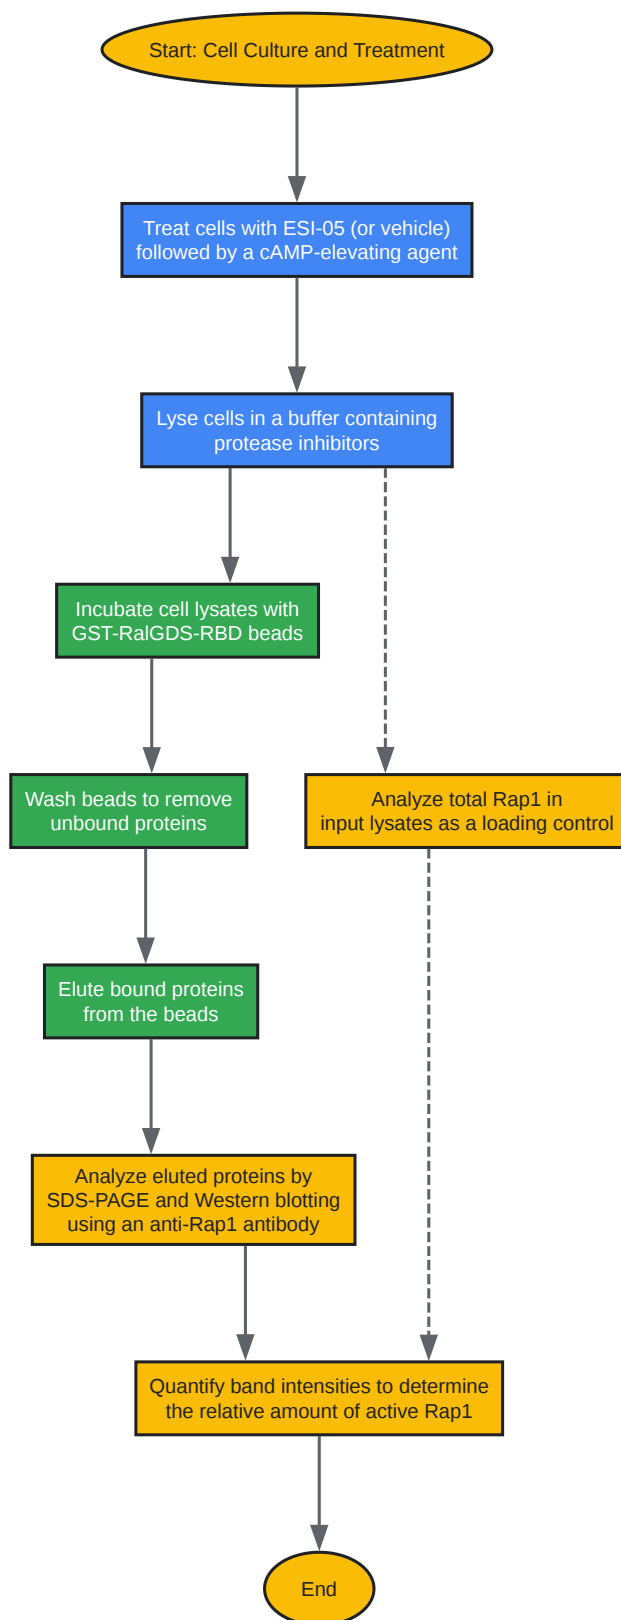 Start: Cell Culture and Treatment
Treat cells with ESI-05 (or vehicle)
followed by a cAMP-elevating agent
Lyse cells in a buffer containing
protease inhibitors
Incubate cell lysates with
GST-RalGDS-RBD beads
Wash beads to remove
unbound proteins
Analyze total Rap1 in
input lysates as a loading control
Elute bound proteins
from the beads
Analyze eluted proteins by
SDS-PAGE and Western blotting
using an anti-Rap1 antibody
Quantify band intensities to determine
the relative amount of active Rap1
End